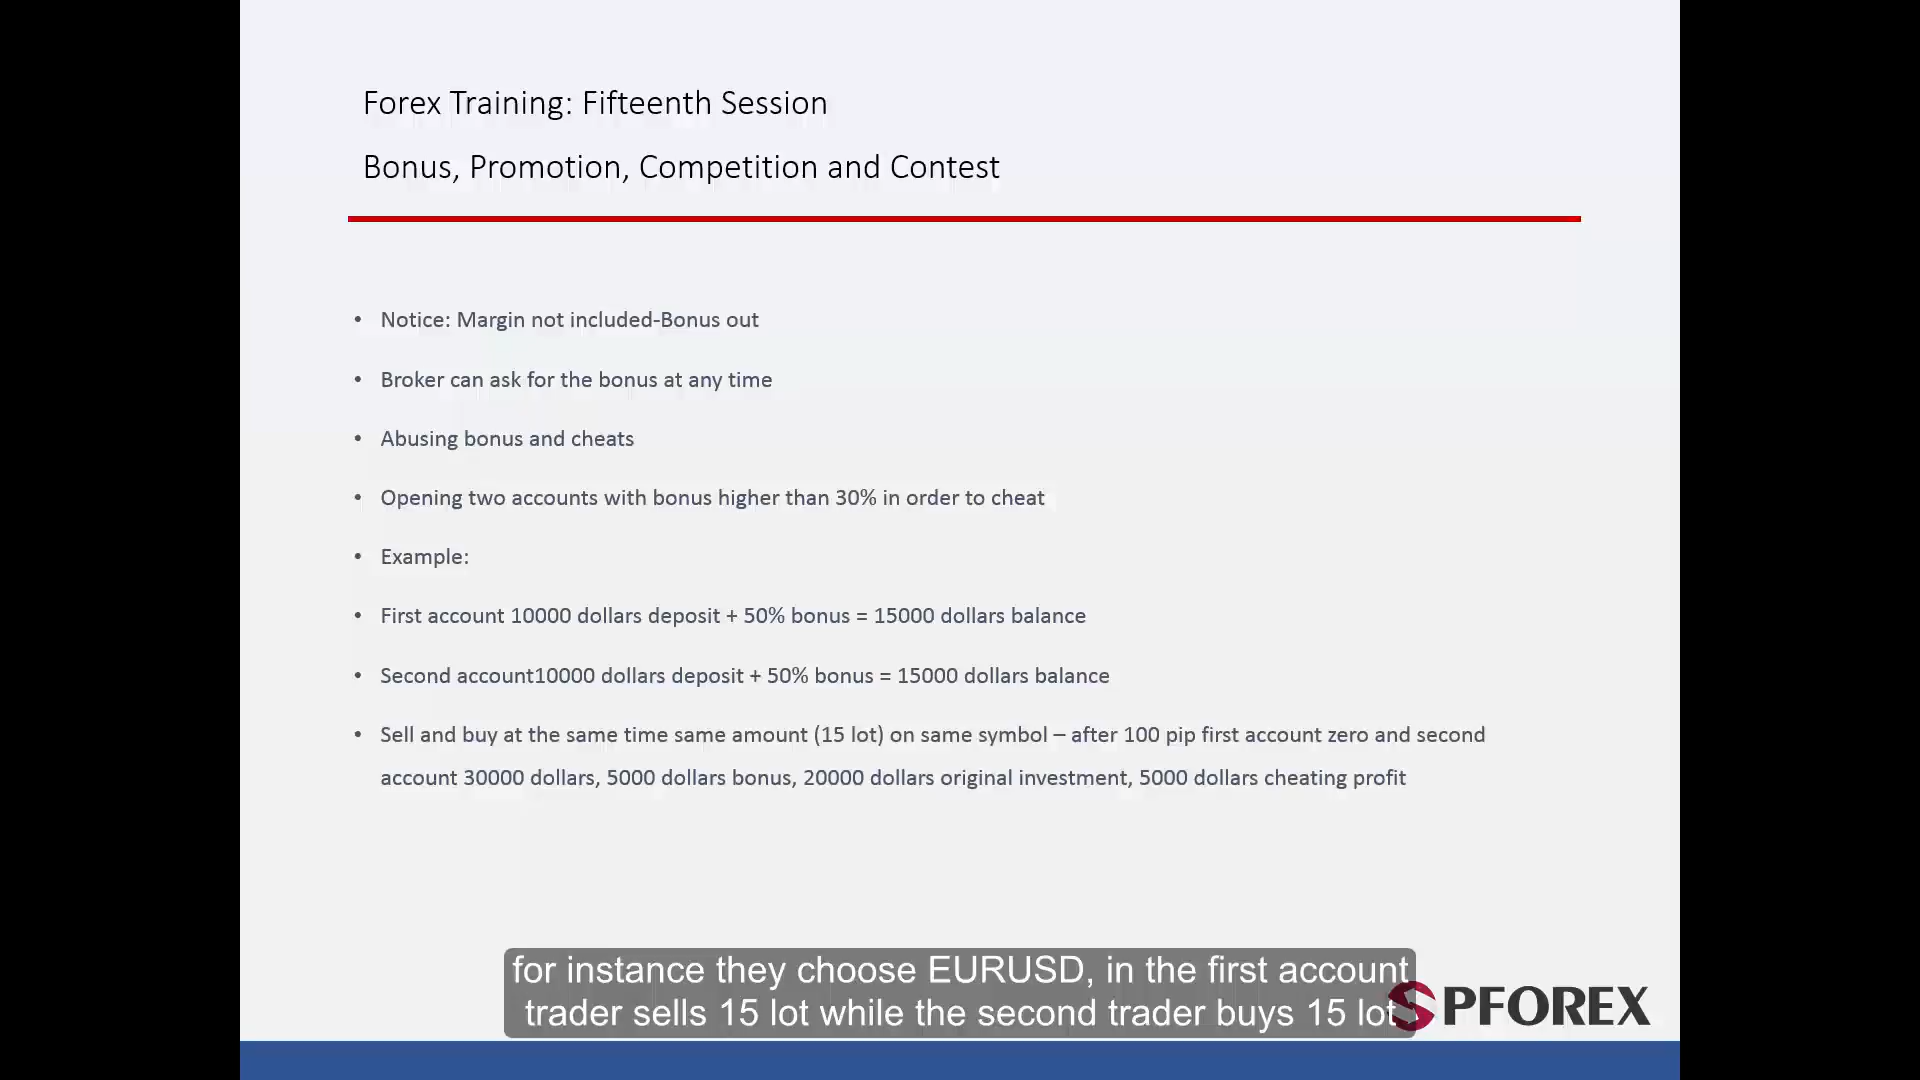 Forex Training: Fifteenth Session
Bonus, Promotion, Competition and Contest
• Notice: Margin not included-Bonus out
• Broker can ask for the bonus at any time
• Abusing bonus and cheats
• Opening two accounts with bonus higher than 30% in order to cheat
• Example:
• First account 10000 dollars deposit + 50% bonus = 15000 dollars balance
• Second account10000 dollars deposit + 50% bonus = 15000 dollars balance
• Sell and buy at the same time same amount (15 lot) on same symbol – after 100 pip first account zero and second
account 30000 dollars, 5000 dollars bonus, 20000 dollars original investment, 5000 dollars cheating profit
for instance they choose EURUSD, in the first account
trader sells 15 lot while the second trader buys 15 lot
SPFOREX